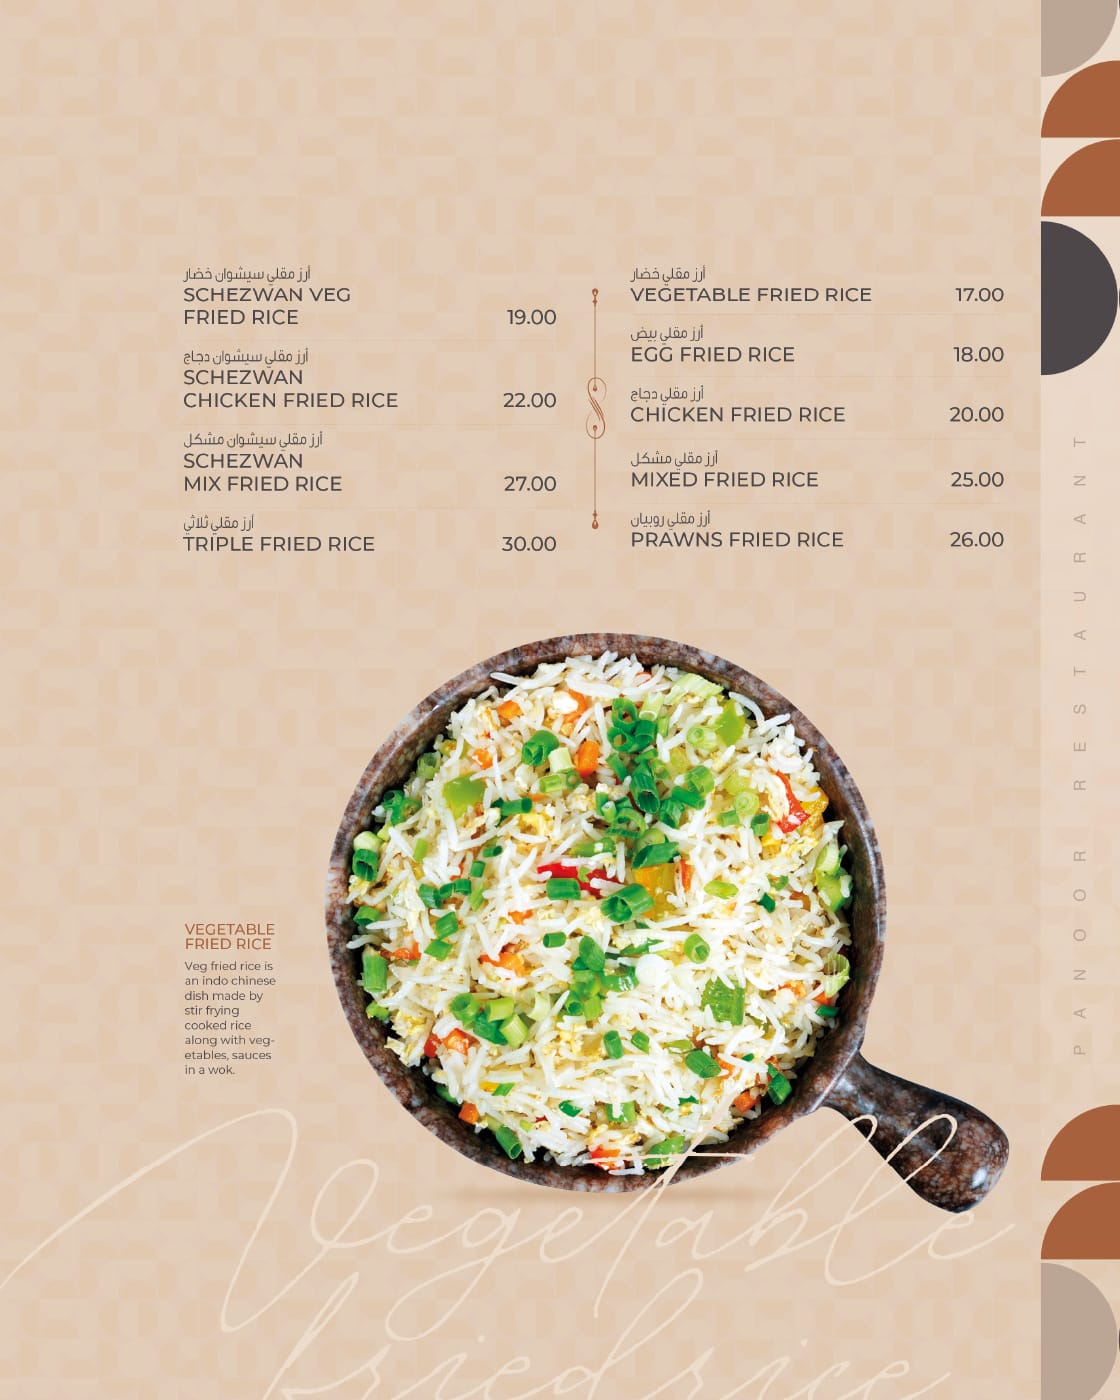 أرز مقلي سيشوان خضار
SCHEZWAN VEG
FRIED RICE 19.00
أرز مقلي سيشوان دجاج
SCHEZWAN
CHICKEN FRIED RICE 22.00
أرز مقلي سيشوان مشكل
SCHEZWAN
MIX FRIED RICE 27.00
أرز مقلي ثلاثي
TRIPLE FRIED RICE 30.00
أرز مقلي خضار
VEGETABLE FRIED RICE 17.00
أرز مقلي بيض
EGG FRIED RICE 18.00
أرز مقلي دجاج
CHICKEN FRIED RICE 20.00
أرز مقلي مشكل
MIXED FRIED RICE 25.00
أرز مقلي روبيان
PRAWNS FRIED RICE 26.00
VEGETABLE
FRIED RICE
Veg fried rice is
an indo chinese
dish made by
stir frying
cooked rice
along with veg-
etables, sauces
in a wok.
Vegetable
fried rice
PANOOR RESTAURANT